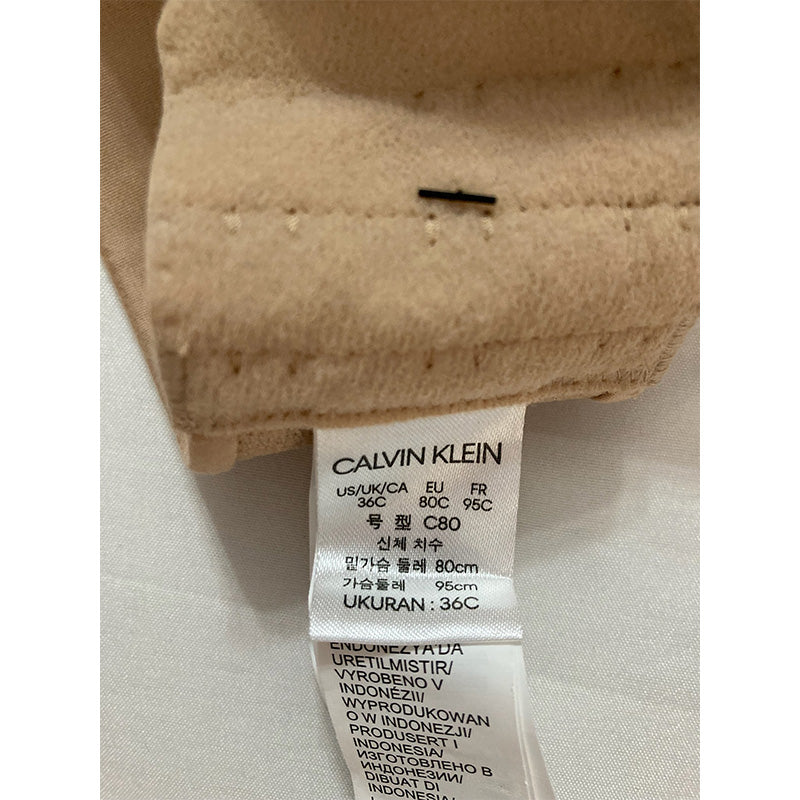 CALVIN KLEIN
US/UK/CA EU FR
36C 80C 95C
号 型 C80
신체 치수
밑가슴 둘레 80cm
가슴둘레 95cm
UKURAN : 36C
ENDONEZYA'DA
URETILMISTIR/
VYROBENO V
INDONÉZII/
WYPRODUKOWAN
O W INDONEZJI/
PRODUSERT I
INDONESIA/
ИЗГОТОВЛЕНО В
ИНДОНЕЗИИ/
DIBUAT DI
INDONESIA/